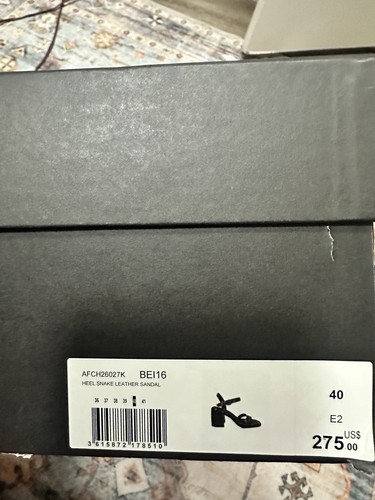 AFCH26027K BEI16
HEEL SNAKE LEATHER SANDAL
36 37 38 39 41
3 615872 178510
40
E2
275 US$ 00